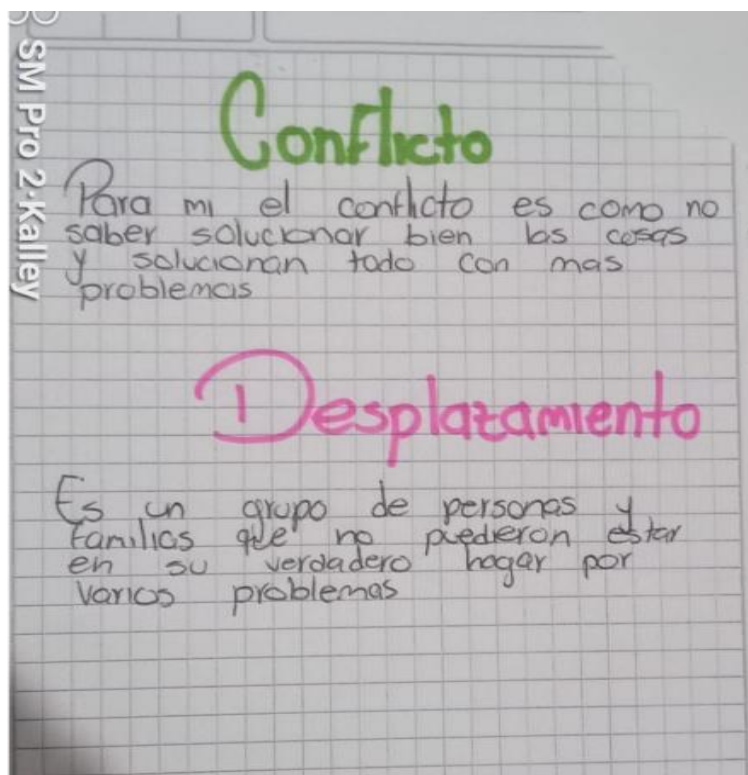 SM Pro 2·Kalley
Conflicto
Para mi el conflicto es como no
saber solucionar bien las cosas
y solucionan todo con mas
problemas
Desplazamiento
Es un grupo de personas y
familias que no puedieron estar
en su verdadero hogar por
varios problemas